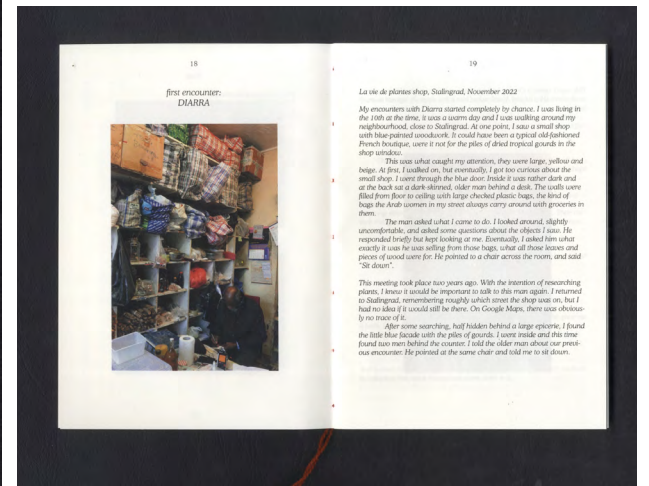 18
first encounter:
DIARRA
19
La vie de plantes shop, Stalingrad, November 2022
My encounters with Diarra started completely by chance. I was living in
the 10th at the time, it was a warm day and I was walking around my
neighbourhood, close to Stalingrad. At one point, I saw a small shop
with blue-painted woodwork. It could have been a typical old-fashioned
French boutique, were it not for the piles of dried tropical gourds in the
shop window.
This was what caught my attention, they were large, yellow and
beige. At first, I walked on, but eventually, I got too curious about the
small shop. I went through the blue door. Inside it was rather dark and
at the back sat a dark-skinned, older man behind a desk. The walls were
filled from floor to ceiling with large checked plastic bags, the kind of
bags the Arab women in my street always carry around with groceries in
them.
The man asked what I came to do. I looked around, slightly
uncomfortable, and asked some questions about the objects I saw. He
responded briefly but kept looking at me. Eventually, I asked him what
exactly it was he was selling from those bags, what all those leaves and
pieces of wood were for. He pointed to a chair across the room, and said
"Sit down".
This meeting took place two years ago. With the intention of researching
plants, I knew it would be important to talk to this man again. I returned
to Stalingrad, remembering roughly which street the shop was on, but I
had no idea if it would still be there. On Google Maps, there was obvious-
ly no trace of it.
After some searching, half hidden behind a large epicerie, I found
the little blue facade with the piles of gourds. I went inside and this time
found two men behind the counter. I told the older man about our previ-
ous encounter. He pointed at the same chair and told me to sit down.